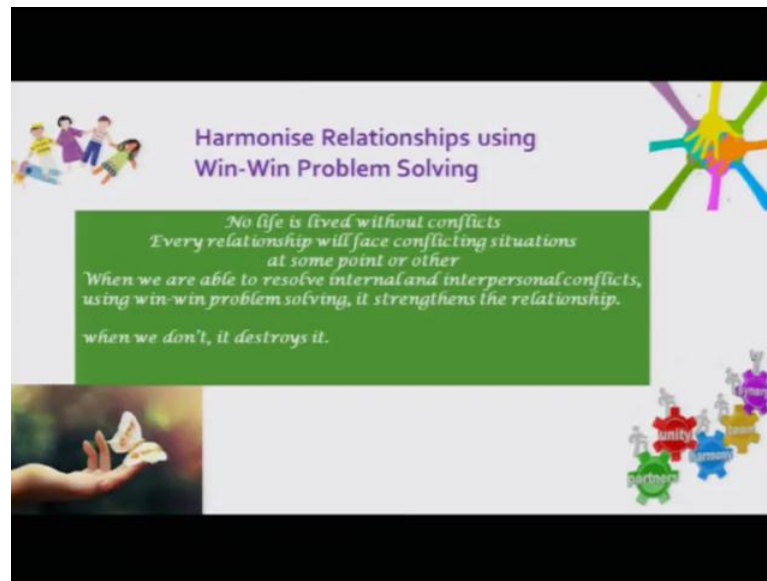 Harmonise Relationships using
Win-Win Problem Solving
No life is lived without conflicts
Every relationship will face conflicting situations
at some point or other
When we are able to resolve internal and interpersonal conflicts,
using win-win problem solving, it strengthens the relationship.
when we don't, it destroys it.
synergy
team
unity
harmony
partners